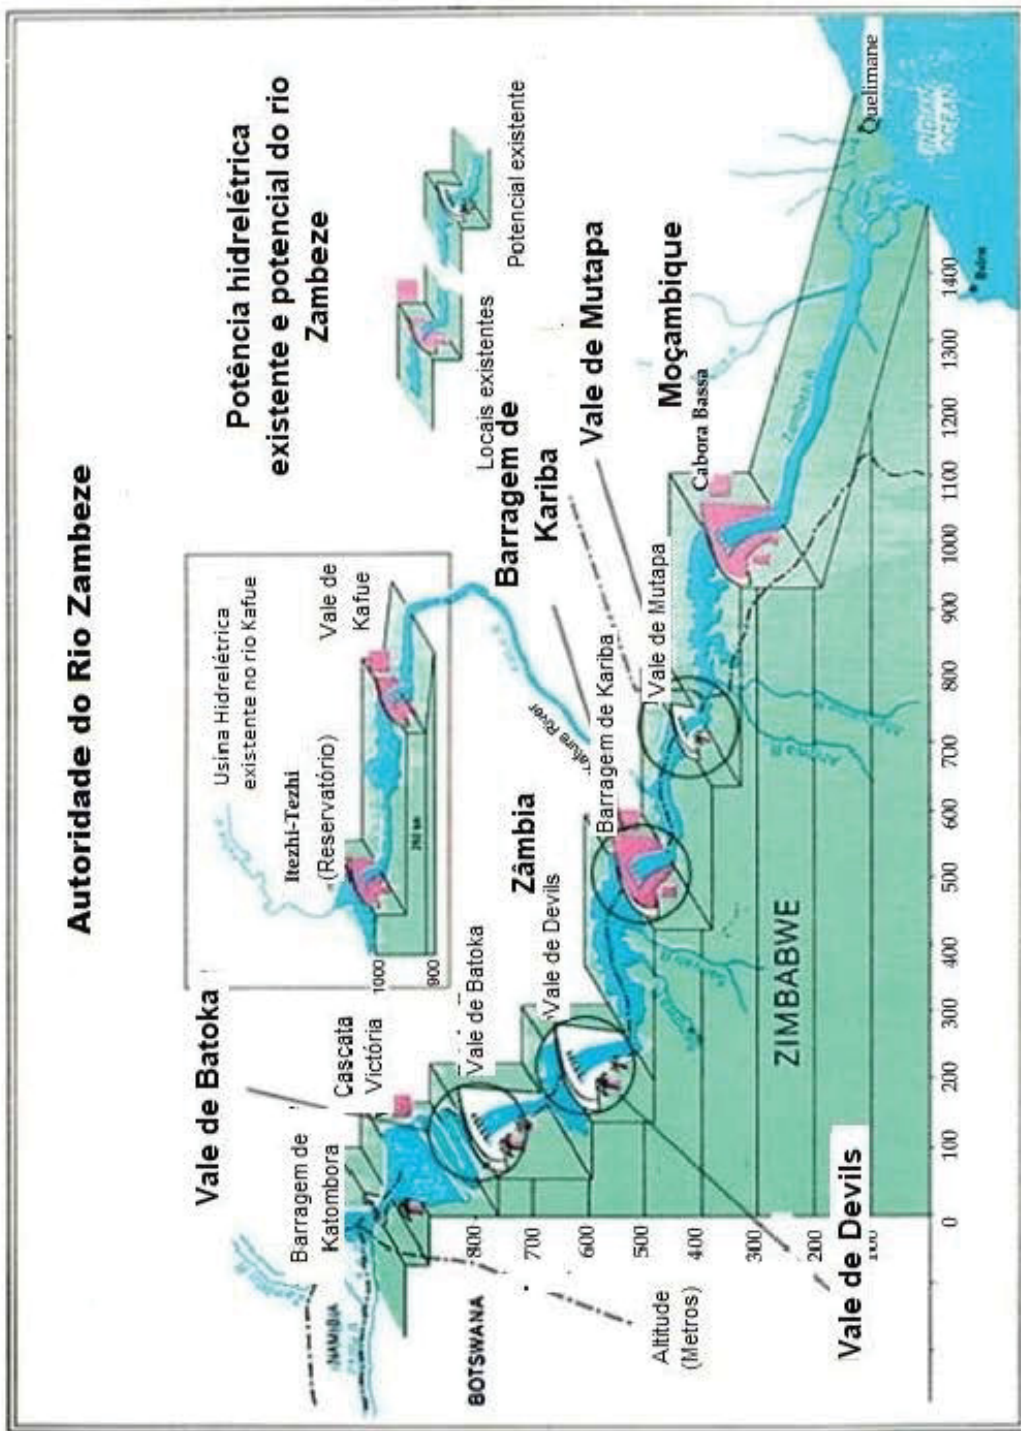 Autoridade do Rio Zambeze
Potência hidrelétrica
existente e potencial do rio
Zambeze
Locais existentes
Potencial existente
Usina Hidrelétrica
existente no rio Kafue
Itezhi-Tezhi
(Reservatório)
Vale de
Kafue
1000
900
Kafure River
Vale de Batoka
Barragem de
Katombora
Cascata
Victória
Vale de Batoka
Zâmbia
Vale de Devils
Barragem de
Kariba
Barragem de Kariba
Vale de Mutapa
Vale de Mutapa
Moçambique
Cabora Bassa
Zambezi R
Quelimane
INDIAN
OCEAN
Beira
NAMIBIA
BOTSWANA
ZIMBABWE
Altitude
(Metros)
800
700
600
500
400
300
200
100
0
100
200
300
400
500
600
700
800
900
1000
1100
1200
1300
1400
Vale de Devils